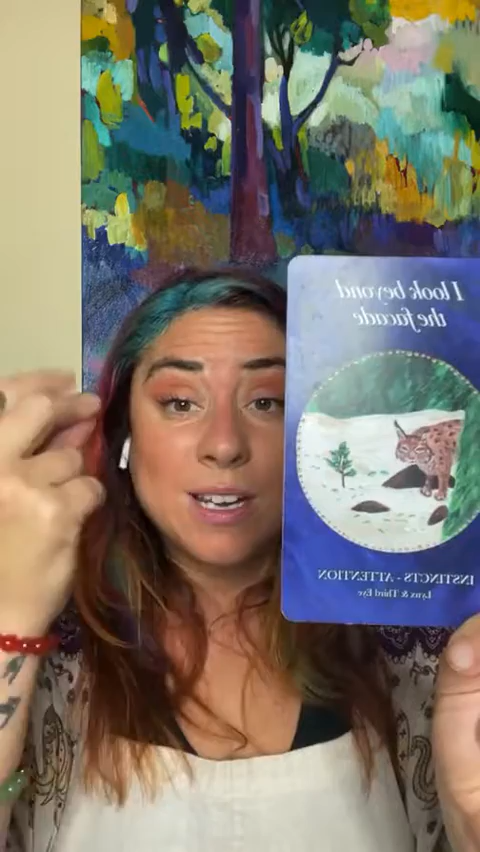 I look beyond
the facade
INSTINCTS - ATTENTION
Lynx & Third Eye